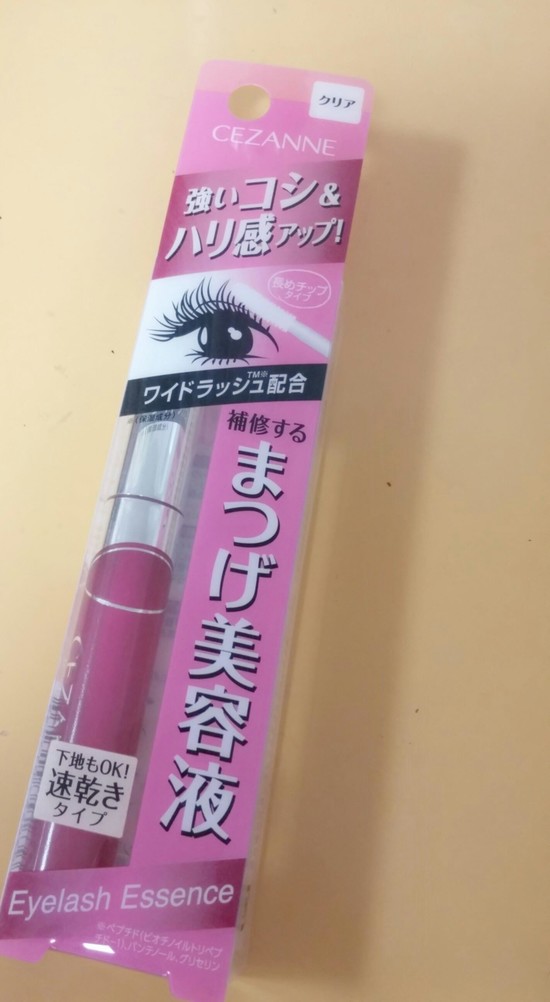 クリア
CEZANNE
強いコシ&
ハリ感アップ!
長めチップ
タイプ
ワイドラッシュ™※配合
※(保湿成分)
補修する
まつげ美容液
下地もOK!
速乾き
タイプ
Eyelash Essence
※ペプチド(ビオチノイルトリペプ
チド-1)、パンテノール、グリセリン